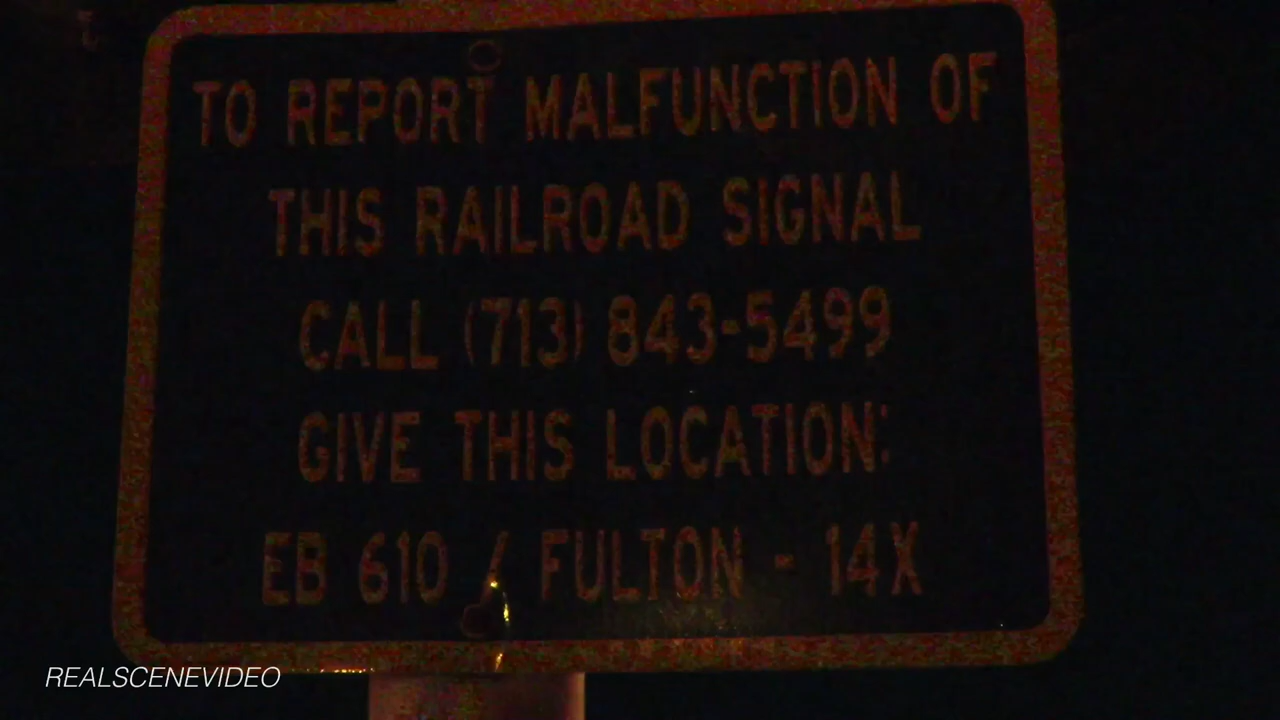 TO REPORT MALFUNCTION OF
THIS RAILROAD SIGNAL
CALL (713) 843-5499
GIVE THIS LOCATION:
EB 610 / FULTON - 14X
REALSCENEVIDEO